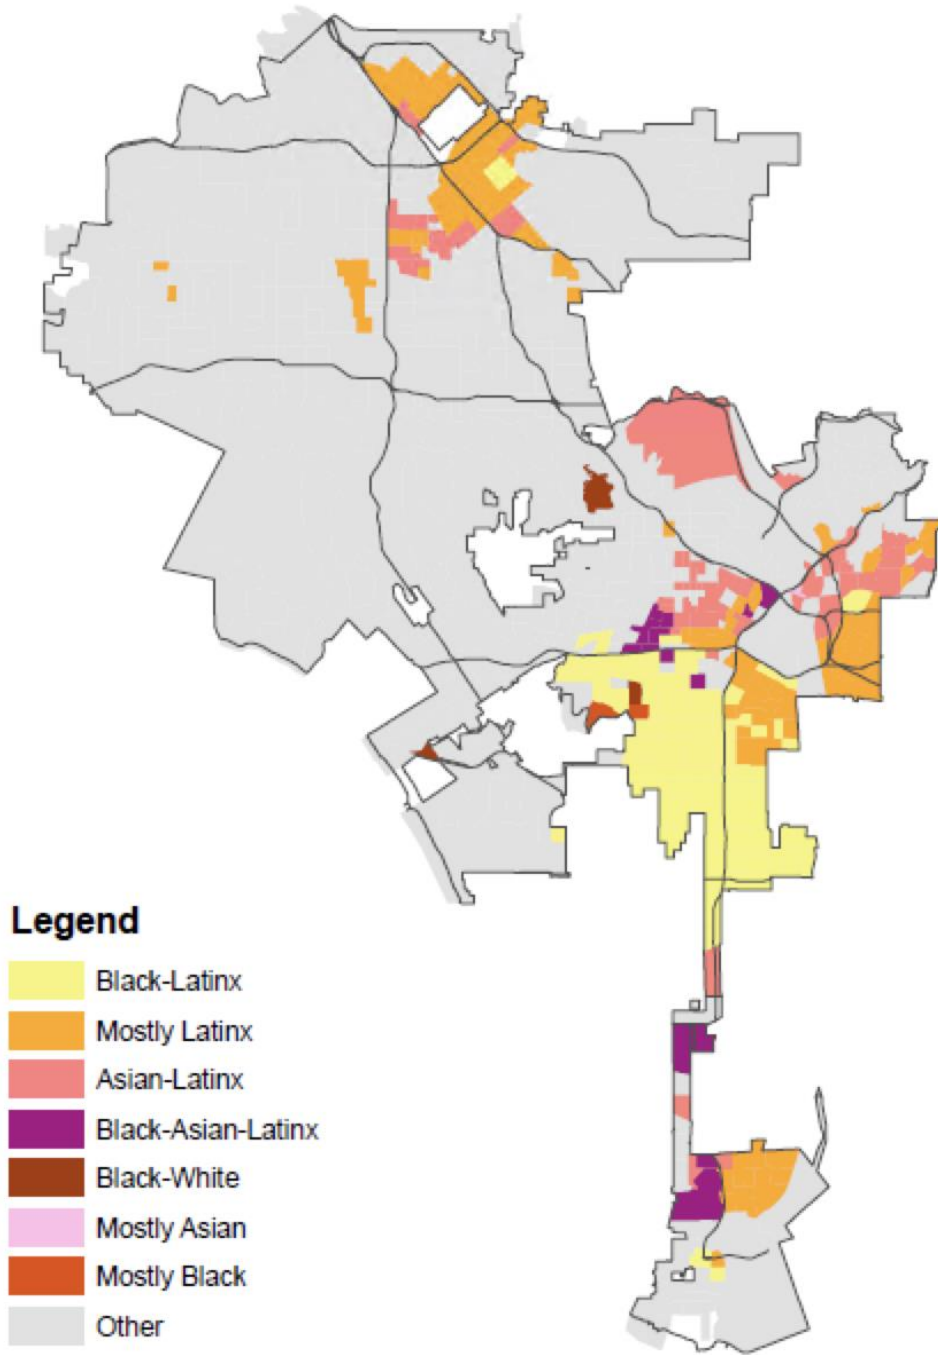 Legend
Black-Latinx
Mostly Latinx
Asian-Latinx
Black-Asian-Latinx
Black-White
Mostly Asian
Mostly Black
Other